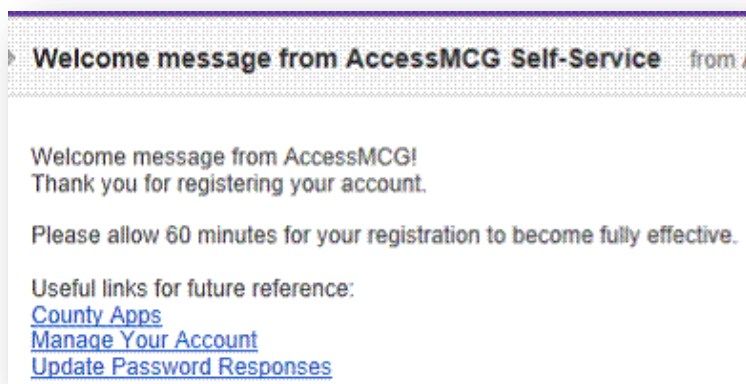 Welcome message from AccessMCG Self-Service from
Welcome message from AccessMCG!
Thank you for registering your account.
Please allow 60 minutes for your registration to become fully effective.
Useful links for future reference:
County Apps
Manage Your Account
Update Password Responses